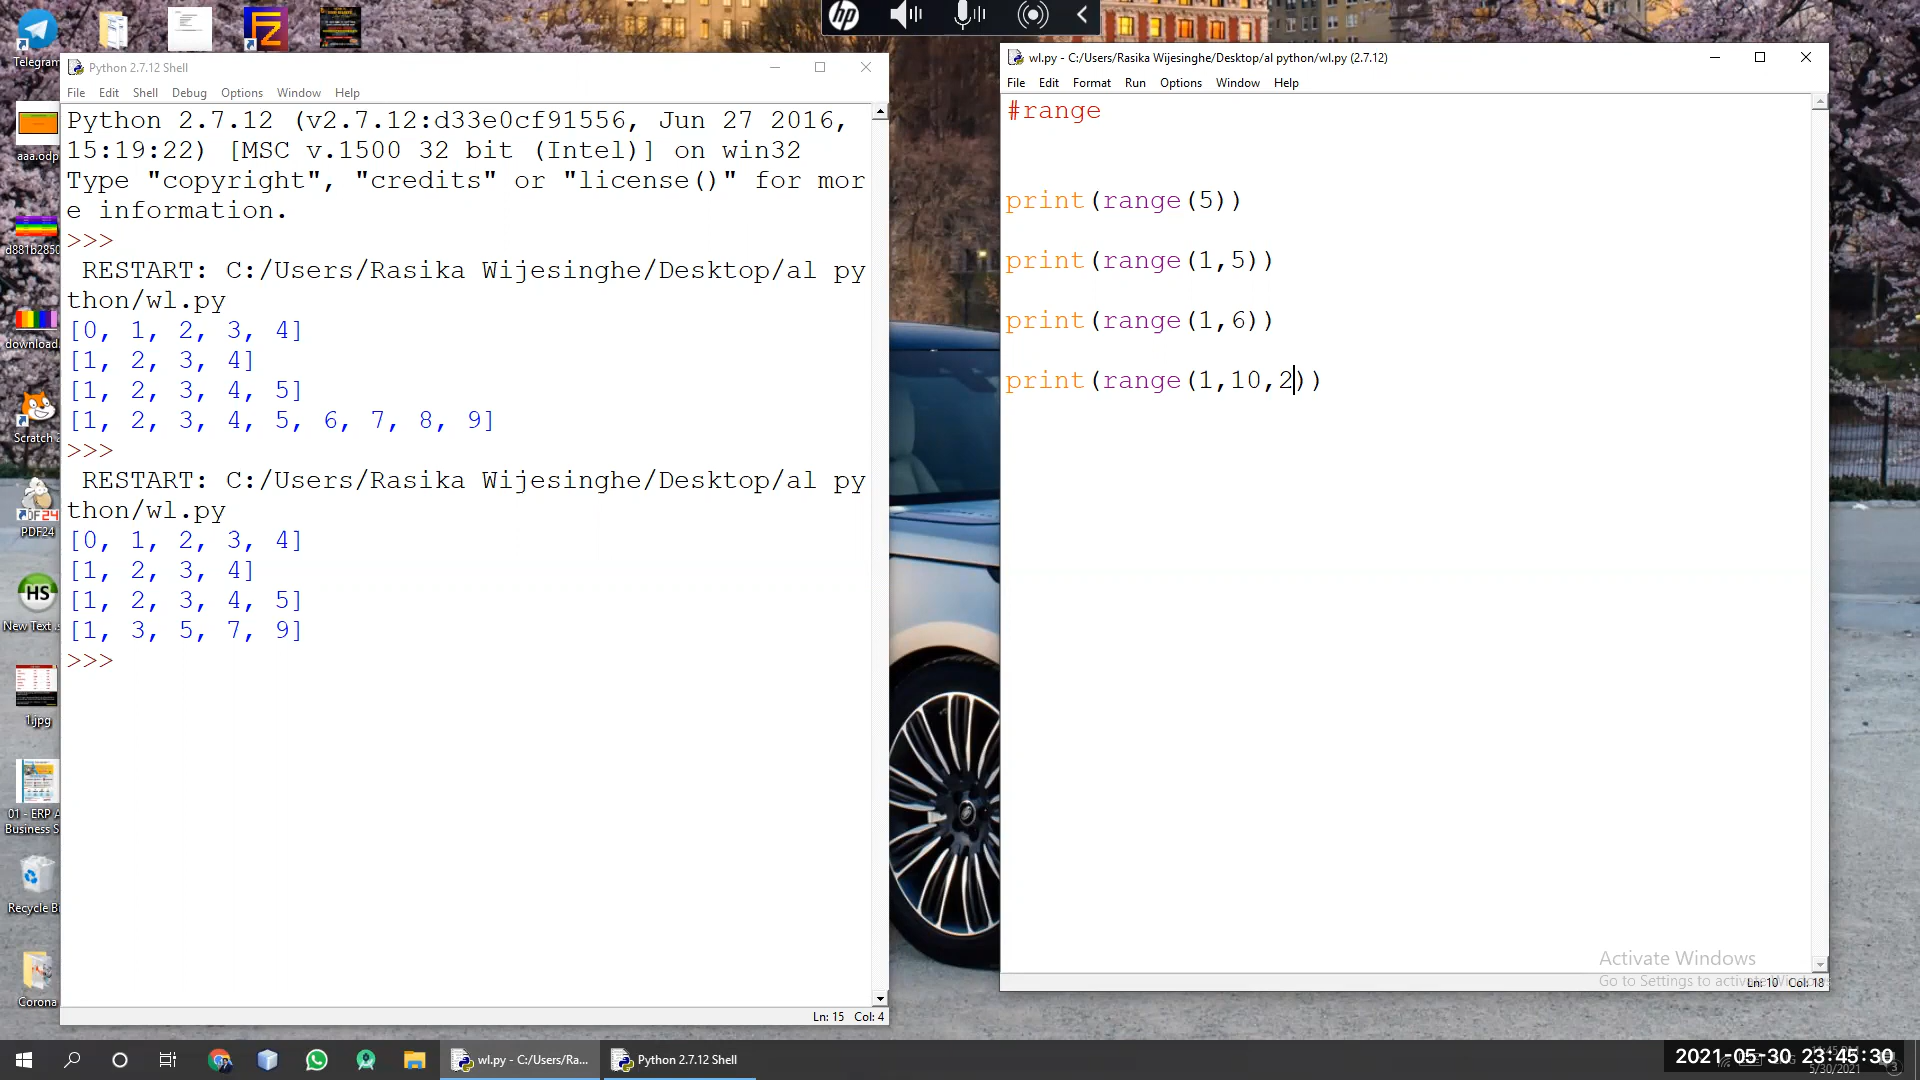 Telegram
aaa.odp
d881b2850
download.
Scratch 2
PDF24
HS
New Text .s
1.jpg
01 - ERP A
Business S
Recycle Bi
Corona
hp
Python 2.7.12 Shell
File Edit Shell Debug Options Window Help
Python 2.7.12 (v2.7.12:d33e0cf91556, Jun 27 2016,
15:19:22) [MSC v.1500 32 bit (Intel)] on win32
Type "copyright", "credits" or "license()" for mor
e information.
>>>
RESTART: C:/Users/Rasika Wijesinghe/Desktop/al py
thon/wl.py
[0, 1, 2, 3, 4]
[1, 2, 3, 4]
[1, 2, 3, 4, 5]
[1, 2, 3, 4, 5, 6, 7, 8, 9]
>>>
RESTART: C:/Users/Rasika Wijesinghe/Desktop/al py
thon/wl.py
[0, 1, 2, 3, 4]
[1, 2, 3, 4]
[1, 2, 3, 4, 5]
[1, 3, 5, 7, 9]
>>>
Ln: 15 Col: 4
wl.py - C:/Users/Rasika Wijesinghe/Desktop/al python/wl.py (2.7.12)
File Edit Format Run Options Window Help
#range
print(range(5))
print(range(1,5))
print(range(1,6))
print(range(1,10,2))
Activate Windows
Go to Settings to activate Windows.
Ln: 10 Col: 18
wl.py - C:/Users/Ra...
Python 2.7.12 Shell
2021-05-30 23:45:30
5/30/2021